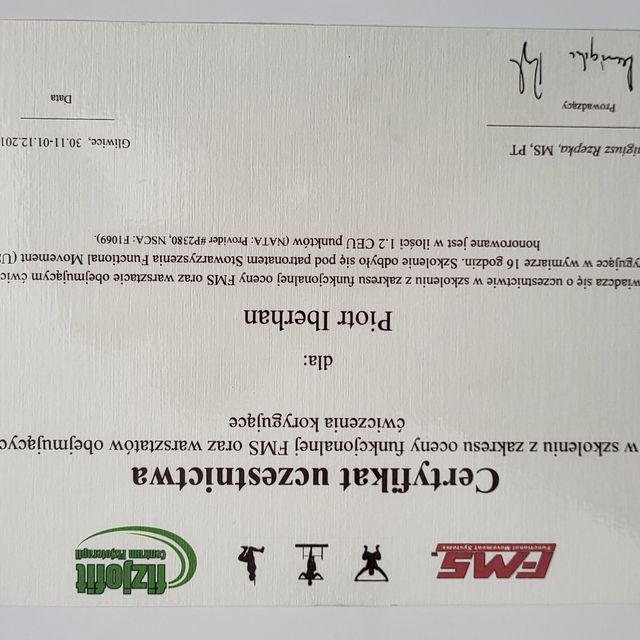 FMS
Functional Movement Systems
fizjofit
Centrum Fizjoterapii
Certyfikat uczestnictwa
w szkoleniu z zakresu oceny funkcjonalnej FMS oraz warsztatów obejmujący
ćwiczenia korygujące
dla:
Piotr Iberhan
wiadcza się o uczestnictwie w szkoleniu z zakresu funkcjonalnej oceny FMS oraz warsztacie obejmującym ćwic
ygujące w wymiarze 16 godzin. Szkolenie odbyło się pod patronatem Stowarzyszenia Functional Movement
honorowane jest w ilości 1.2 CEU punktów (NATA: Provider #P2380, NSCA: F1069).
igiusz Rzepka, MS, PT
Gliwice, 30.11-01.12.201
Prowadzący
Data